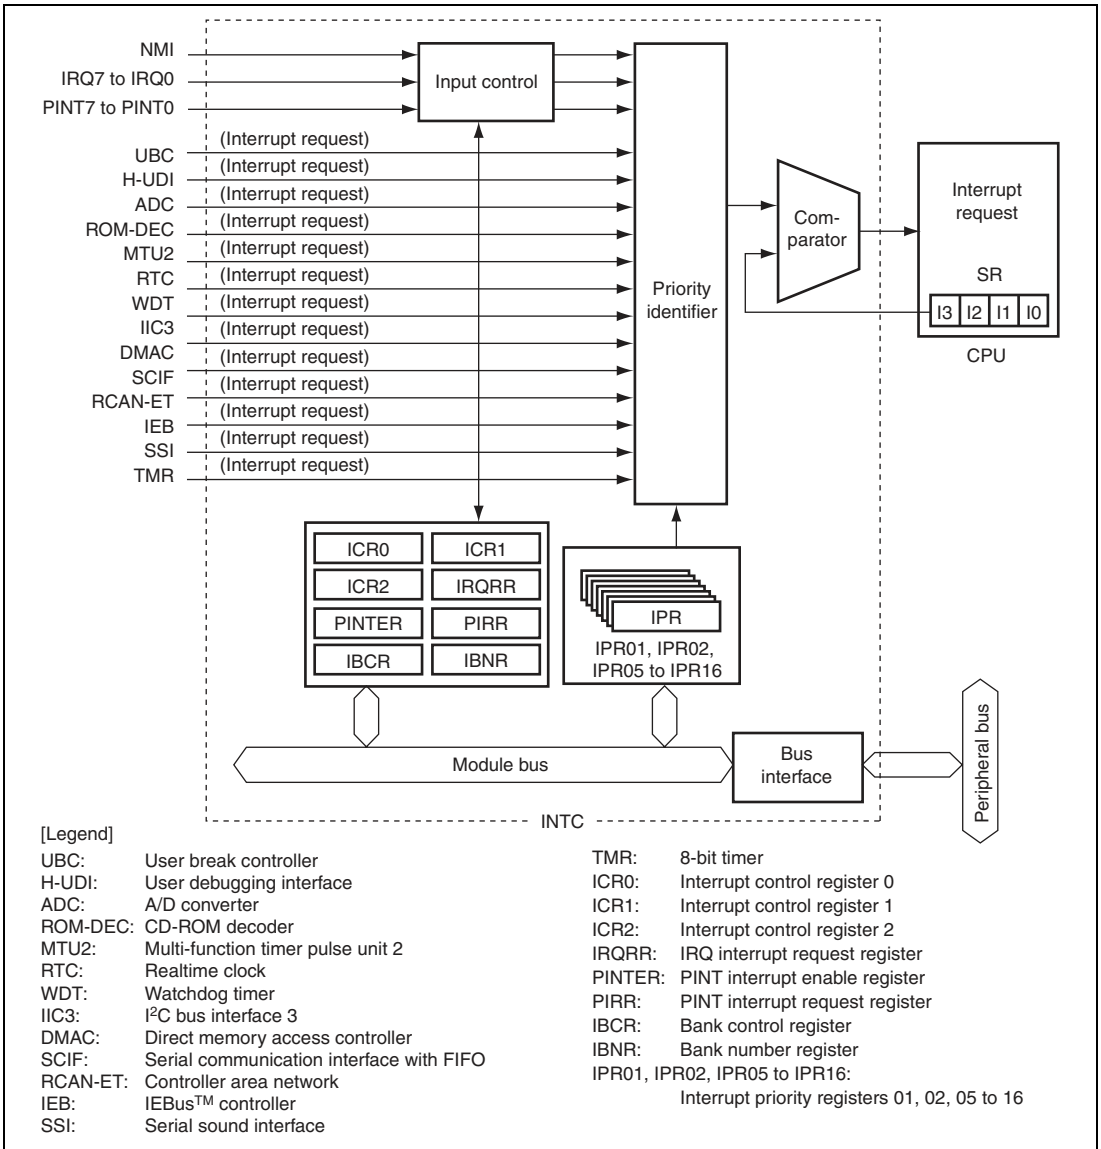 NMI
IRQ7 to IRQ0
PINT7 to PINT0
Input control
UBC
(Interrupt request)
H-UDI
(Interrupt request)
ADC
(Interrupt request)
ROM-DEC
(Interrupt request)
MTU2
(Interrupt request)
RTC
(Interrupt request)
WDT
(Interrupt request)
IIC3
(Interrupt request)
DMAC
(Interrupt request)
SCIF
(Interrupt request)
RCAN-ET
(Interrupt request)
IEB
(Interrupt request)
SSI
(Interrupt request)
TMR
Priority
identifier
Com-
parator
Interrupt
request
SR
I3 I2 I1 I0
CPU
ICR0 ICR1
ICR2 IRQRR
PINTER PIRR
IBCR IBNR
IPR
IPR01, IPR02,
IPR05 to IPR16
Module bus
Bus
interface
Peripheral bus
INTC
[Legend]
UBC: User break controller
H-UDI: User debugging interface
ADC: A/D converter
ROM-DEC: CD-ROM decoder
MTU2: Multi-function timer pulse unit 2
RTC: Realtime clock
WDT: Watchdog timer
IIC3: I²C bus interface 3
DMAC: Direct memory access controller
SCIF: Serial communication interface with FIFO
RCAN-ET: Controller area network
IEB: IEBus™ controller
SSI: Serial sound interface
TMR: 8-bit timer
ICR0: Interrupt control register 0
ICR1: Interrupt control register 1
ICR2: Interrupt control register 2
IRQRR: IRQ interrupt request register
PINTER: PINT interrupt enable register
PIRR: PINT interrupt request register
IBCR: Bank control register
IBNR: Bank number register
IPR01, IPR02, IPR05 to IPR16:
Interrupt priority registers 01, 02, 05 to 16